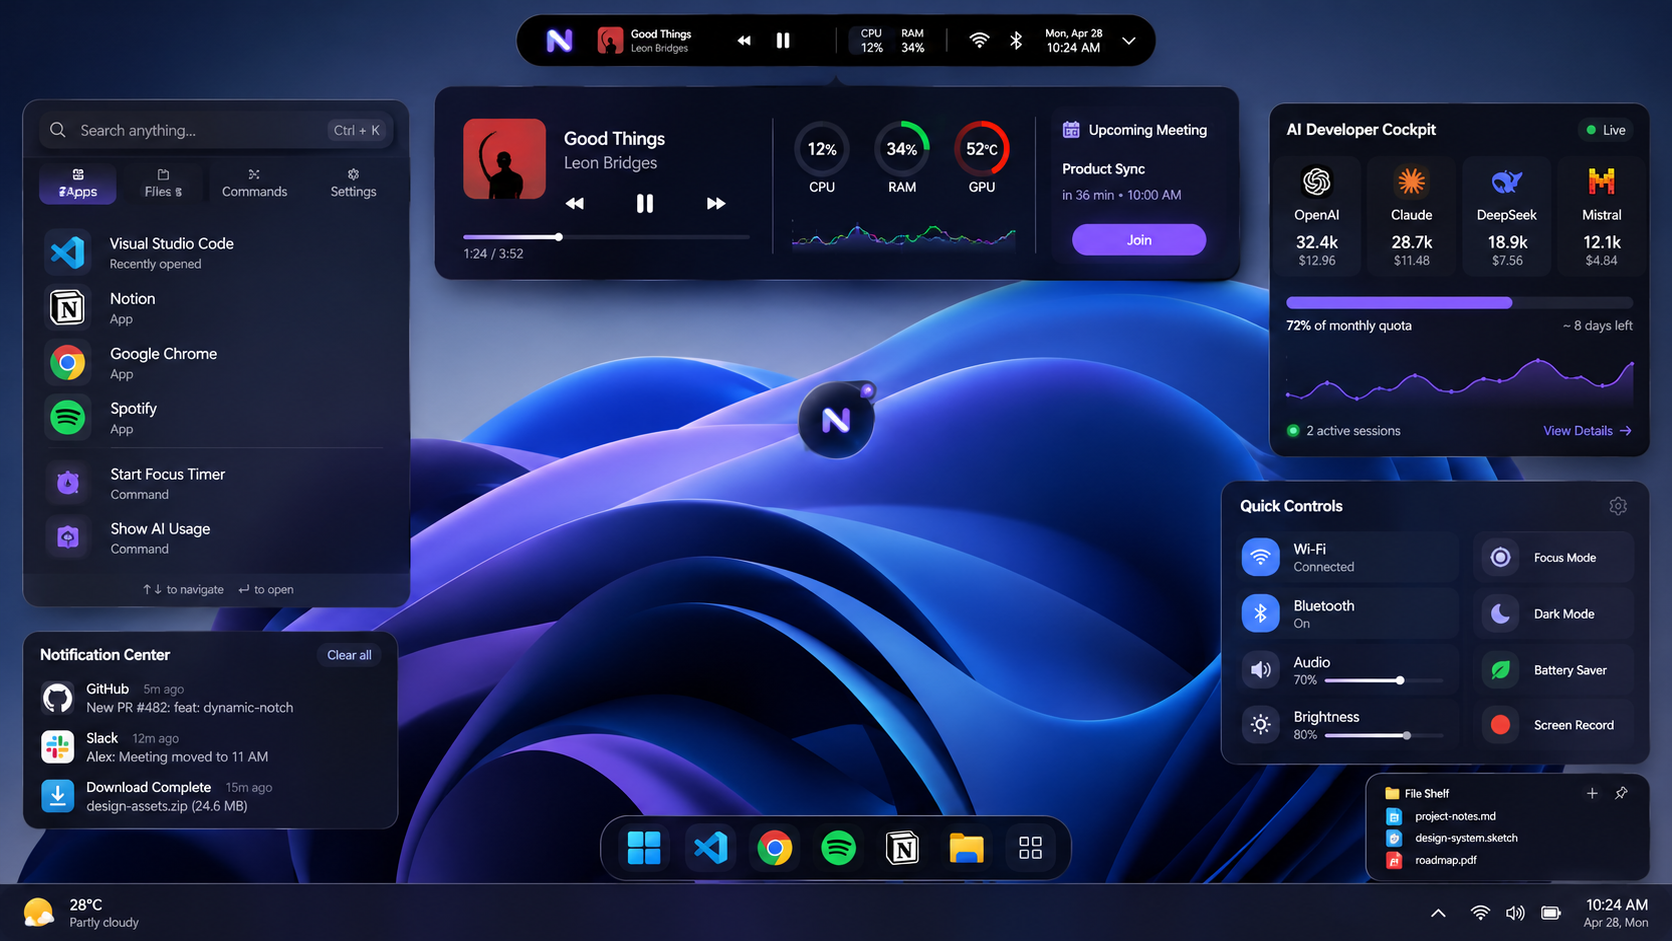 Good Things
Leon Bridges
CPU
12%
RAM
34%
Mon, Apr 28
10:24 AM
Search anything...
Ctrl + K
Apps
Files
Commands
Settings
Visual Studio Code
Recently opened
Notion
App
Google Chrome
App
Spotify
App
Start Focus Timer
Command
Show AI Usage
Command
↑↓ to navigate
↵ to open
Good Things
Leon Bridges
1:24 / 3:52
12%
CPU
34%
RAM
52°C
GPU
Upcoming Meeting
Product Sync
in 36 min • 10:00 AM
Join
AI Developer Cockpit
Live
OpenAI
32.4k
$12.96
Claude
28.7k
$11.48
DeepSeek
18.9k
$7.56
Mistral
12.1k
$4.84
72% of monthly quota
~ 8 days left
2 active sessions
View Details →
N
Quick Controls
Wi-Fi
Connected
Focus Mode
Bluetooth
On
Dark Mode
Audio
70%
Battery Saver
Brightness
80%
Screen Record
Notification Center
Clear all
GitHub 5m ago
New PR #482: feat: dynamic-notch
Slack 12m ago
Alex: Meeting moved to 11 AM
Download Complete 15m ago
design-assets.zip (24.6 MB)
File Shelf
project-notes.md
design-system.sketch
roadmap.pdf
28°C
Partly cloudy
10:24 AM
Apr 28, Mon